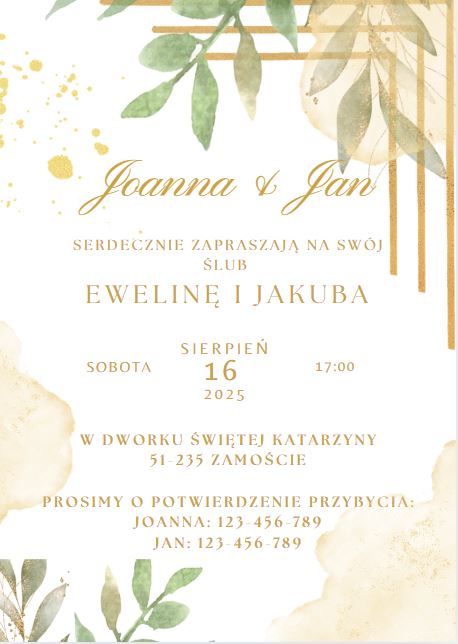 Joanna & Jan
SERDECZNIE ZAPRASZAJĄ NA SWÓJ
ŚLUB
EWELINĘ I JAKUBA
SIERPIEŃ
SOBOTA 16 17:00
2025
W DWORKU ŚWIĘTEJ KATARZYNY
51-235 ZAMOŚCIE
PROSIMY O POTWIERDZENIE PRZYBYCIA:
JOANNA: 123-456-789
JAN: 123-456-789